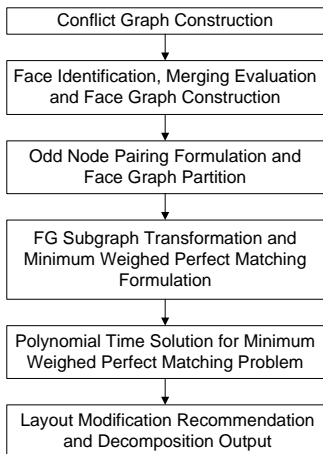 Conflict Graph Construction
Face Identification, Merging Evaluation
and Face Graph Construction
Odd Node Pairing Formulation and
Face Graph Partition
FG Subgraph Transformation and
Minimum Weighed Perfect Matching
Formulation
Polynomial Time Solution for Minimum
Weighed Perfect Matching Problem
Layout Modification Recommendation
and Decomposition Output